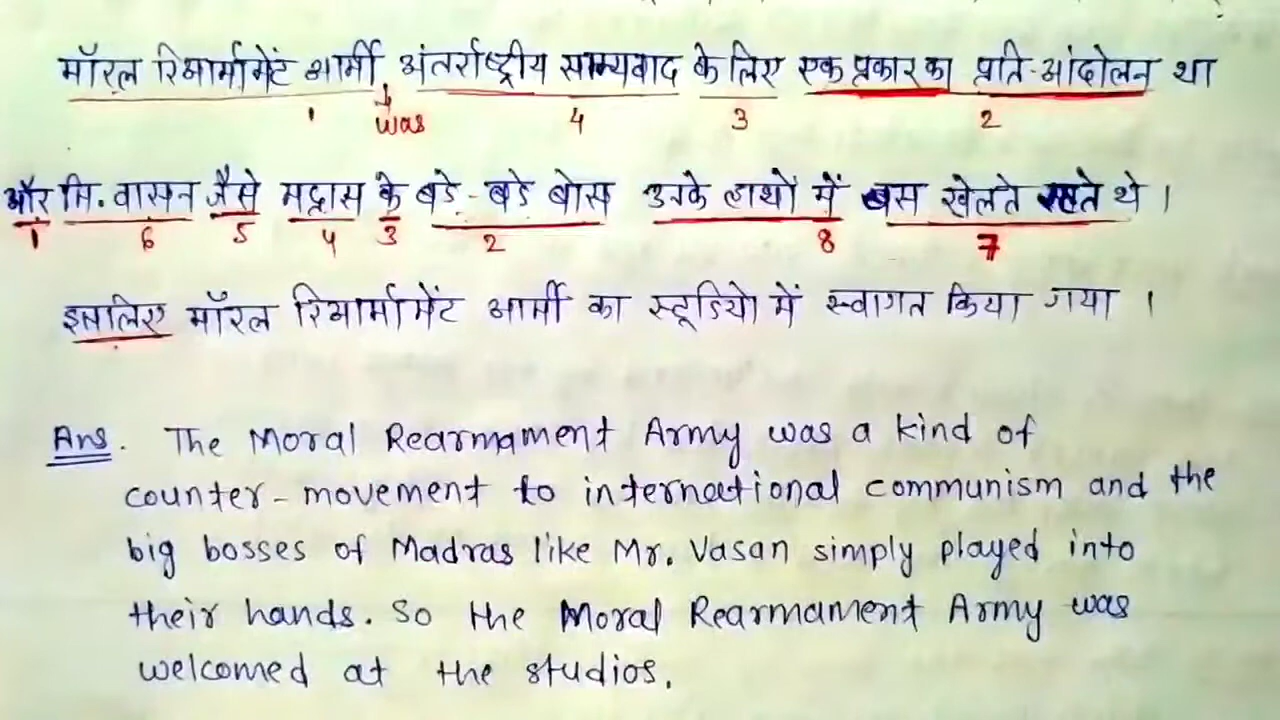 मॉरल रिआर्मामेंट आर्मी अंतर्राष्ट्रीय साम्यवाद के लिए एक प्रकार का प्रति-आंदोलन था
1 was 4 3 2
और मि. वासन जैसे मद्रास के बडे-बडे बोस उनके हाथों में बस खेलते रहते थे।
1 6 5 4 3 2 8 7
इसलिए मॉरल रिआर्मामेंट आर्मी का स्टूडियो में स्वागत किया गया।
Ans. The Moral Rearmament Army was a kind of
counter-movement to international communism and the
big bosses of Madras like Mr. Vasan simply played into
their hands. So the Moral Rearmament Army was
welcomed at the studios.